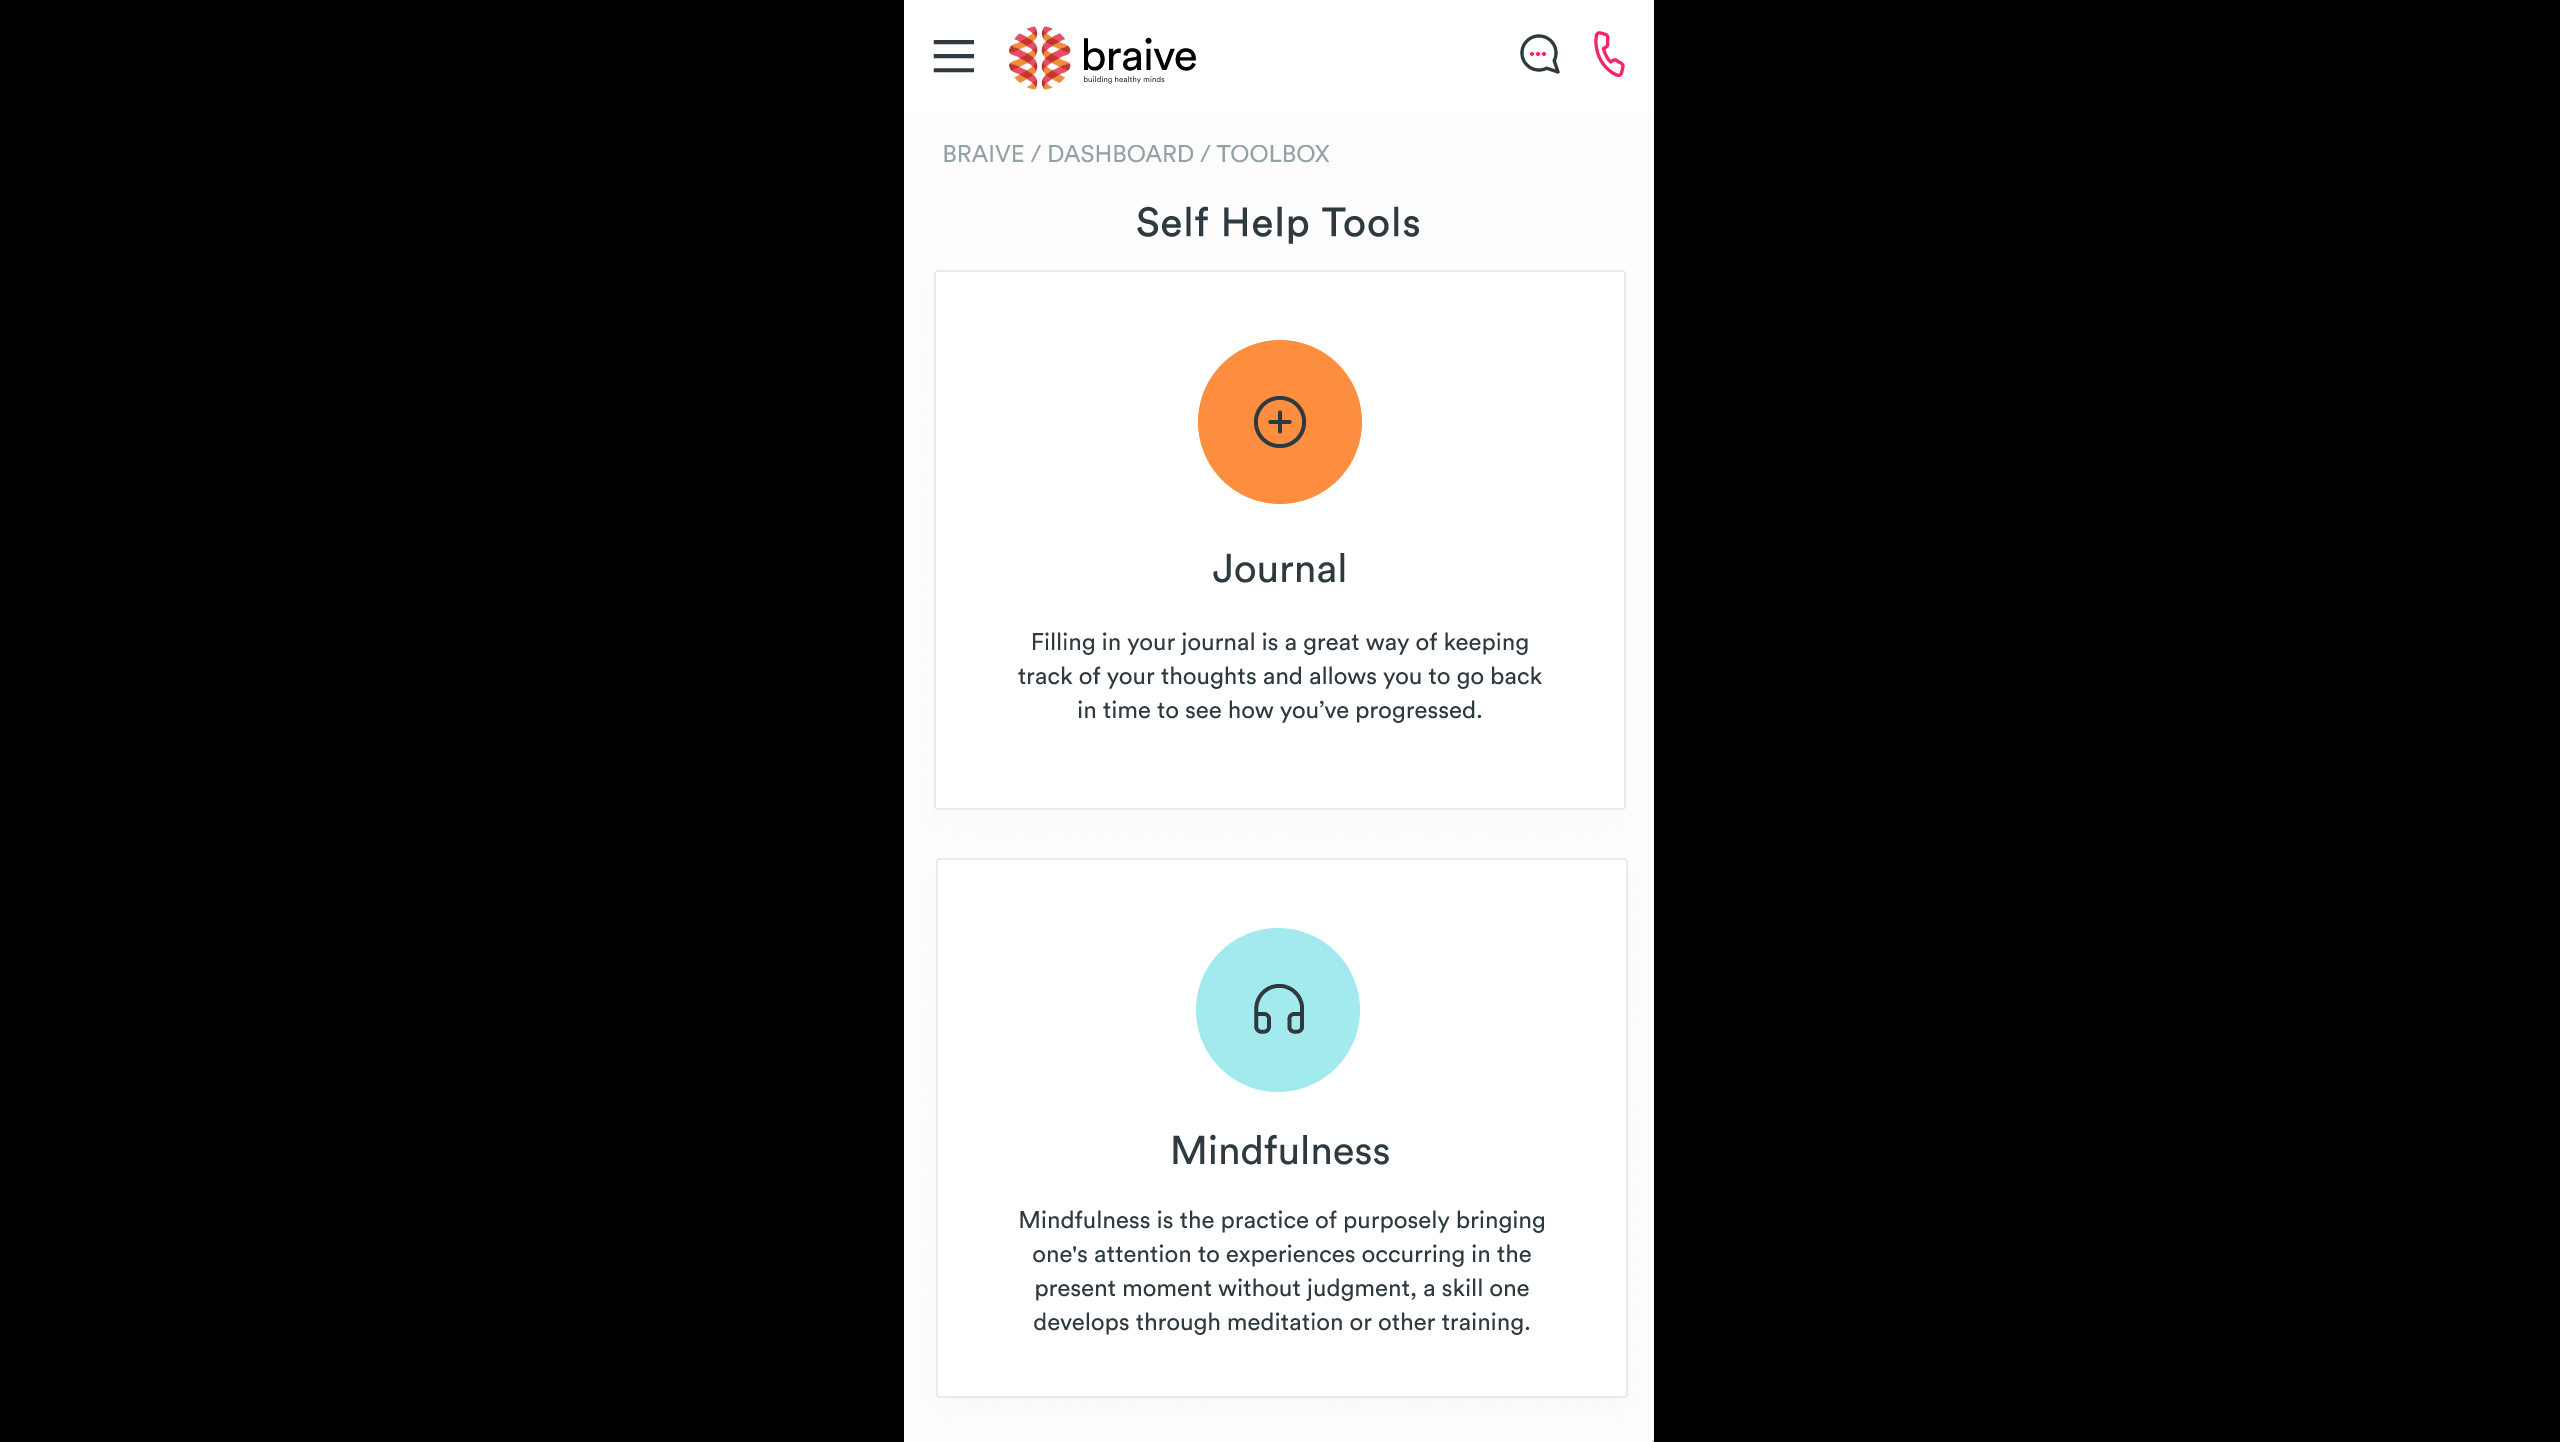 braive
building healthy minds
BRAIVE / DASHBOARD / TOOLBOX
Self Help Tools
Journal
Filling in your journal is a great way of keeping
track of your thoughts and allows you to go back
in time to see how you’ve progressed.
Mindfulness
Mindfulness is the practice of purposely bringing
one's attention to experiences occurring in the
present moment without judgment, a skill one
develops through meditation or other training.